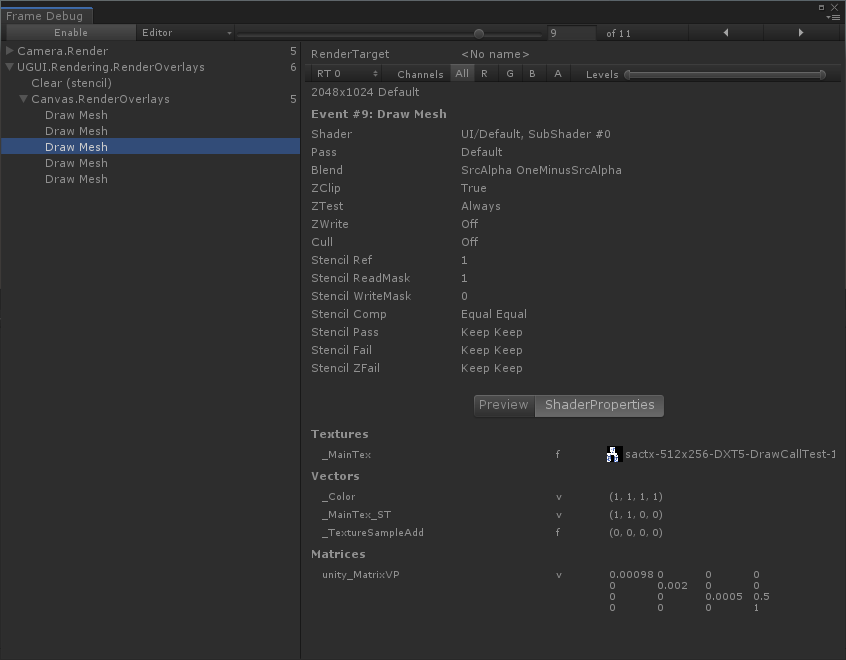 Frame Debug
Enable Editor 9 of 11
Camera.Render 5
UGUI.Rendering.RenderOverlays 6
Clear (stencil)
Canvas.RenderOverlays 5
Draw Mesh
Draw Mesh
Draw Mesh
Draw Mesh
Draw Mesh
RenderTarget <No name>
RT 0 Channels All R G B A Levels
2048x1024 Default
Event #9: Draw Mesh
Shader UI/Default, SubShader #0
Pass Default
Blend SrcAlpha OneMinusSrcAlpha
ZClip True
ZTest Always
ZWrite Off
Cull Off
Stencil Ref 1
Stencil ReadMask 1
Stencil WriteMask 0
Stencil Comp Equal Equal
Stencil Pass Keep Keep
Stencil Fail Keep Keep
Stencil ZFail Keep Keep
Preview ShaderProperties
Textures
_MainTex f sactx-512x256-DXT5-DrawCallTest-1
Vectors
_Color v (1, 1, 1, 1)
_MainTex_ST v (1, 1, 0, 0)
_TextureSampleAdd f (0, 0, 0, 0)
Matrices
unity_MatrixVP v 0.00098 0 0 0
0 0.002 0 0
0 0 0.0005 0.5
0 0 0 1